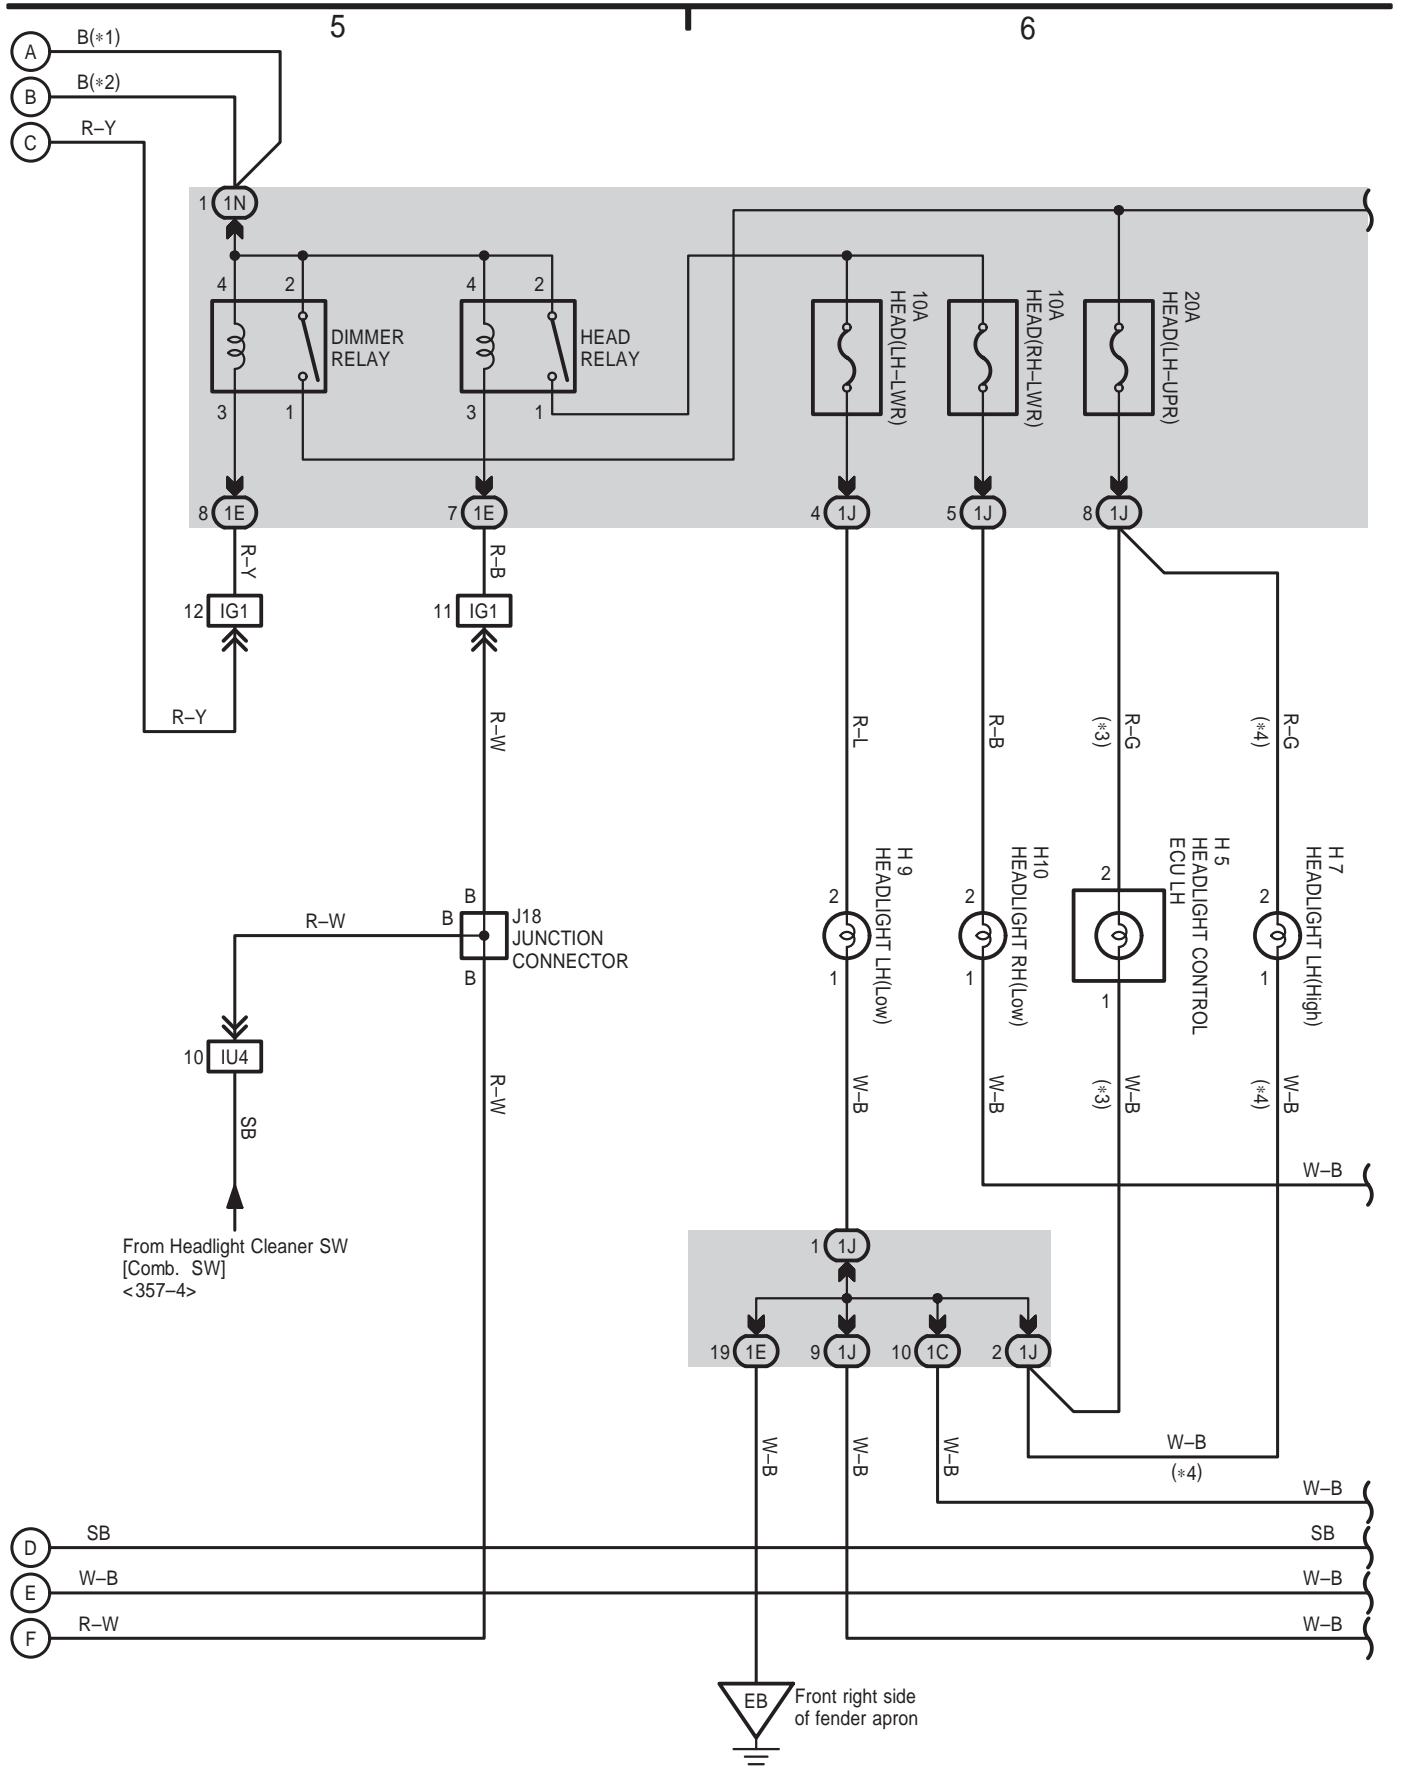 5
6
A
B(*1)
B
B(*2)
C
R–Y
1
1N
4
2
4
2
DIMMER
RELAY
HEAD
RELAY
10A
HEAD(LH–LWR)
10A
HEAD(RH–LWR)
20A
HEAD(LH–UPR)
3
1
3
1
8
1E
7
1E
4
1J
5
1J
8
1J
R–Y
R–B
12
IG1
11
IG1
R–Y
R–W
R–L
R–B
R–G
(*3)
R–G
(*4)
H 9
HEADLIGHT LH(Low)
H10
HEADLIGHT RH(Low)
H 5
HEADLIGHT CONTROL
ECU LH
H 7
HEADLIGHT LH(High)
2
2
2
2
B
B
B
J18
JUNCTION
CONNECTOR
R–W
1
1
1
1
10
IU4
R–W
W–B
W–B
W–B
(*3)
W–B
(*4)
SB
W–B
From Headlight Cleaner SW
[Comb. SW]
<357–4>
1
1J
19
1E
9
1J
10
1C
2
1J
W–B
W–B
W–B
W–B
(*4)
W–B
D
SB
SB
E
W–B
W–B
F
R–W
W–B
EB
Front right side
of fender apron